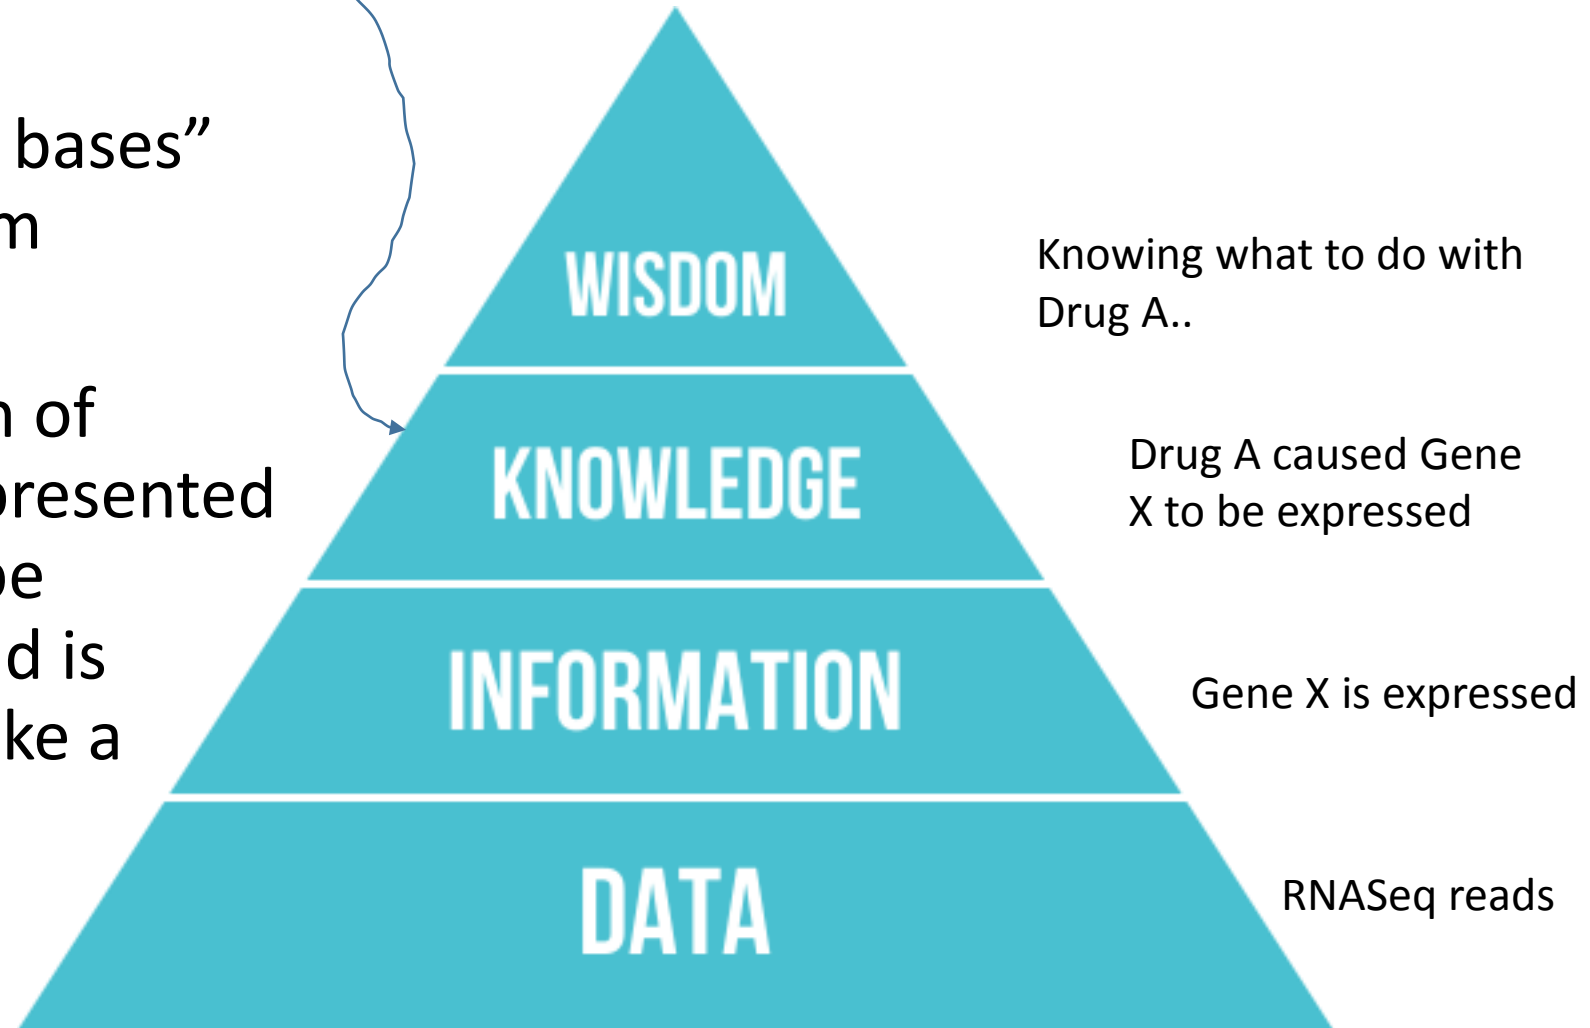 bases”
m
n of
presented
be
d is
ke a
WISDOM
Knowing what to do with
Drug A..
KNOWLEDGE
Drug A caused Gene
X to be expressed
INFORMATION
Gene X is expressed
DATA
RNASeq reads